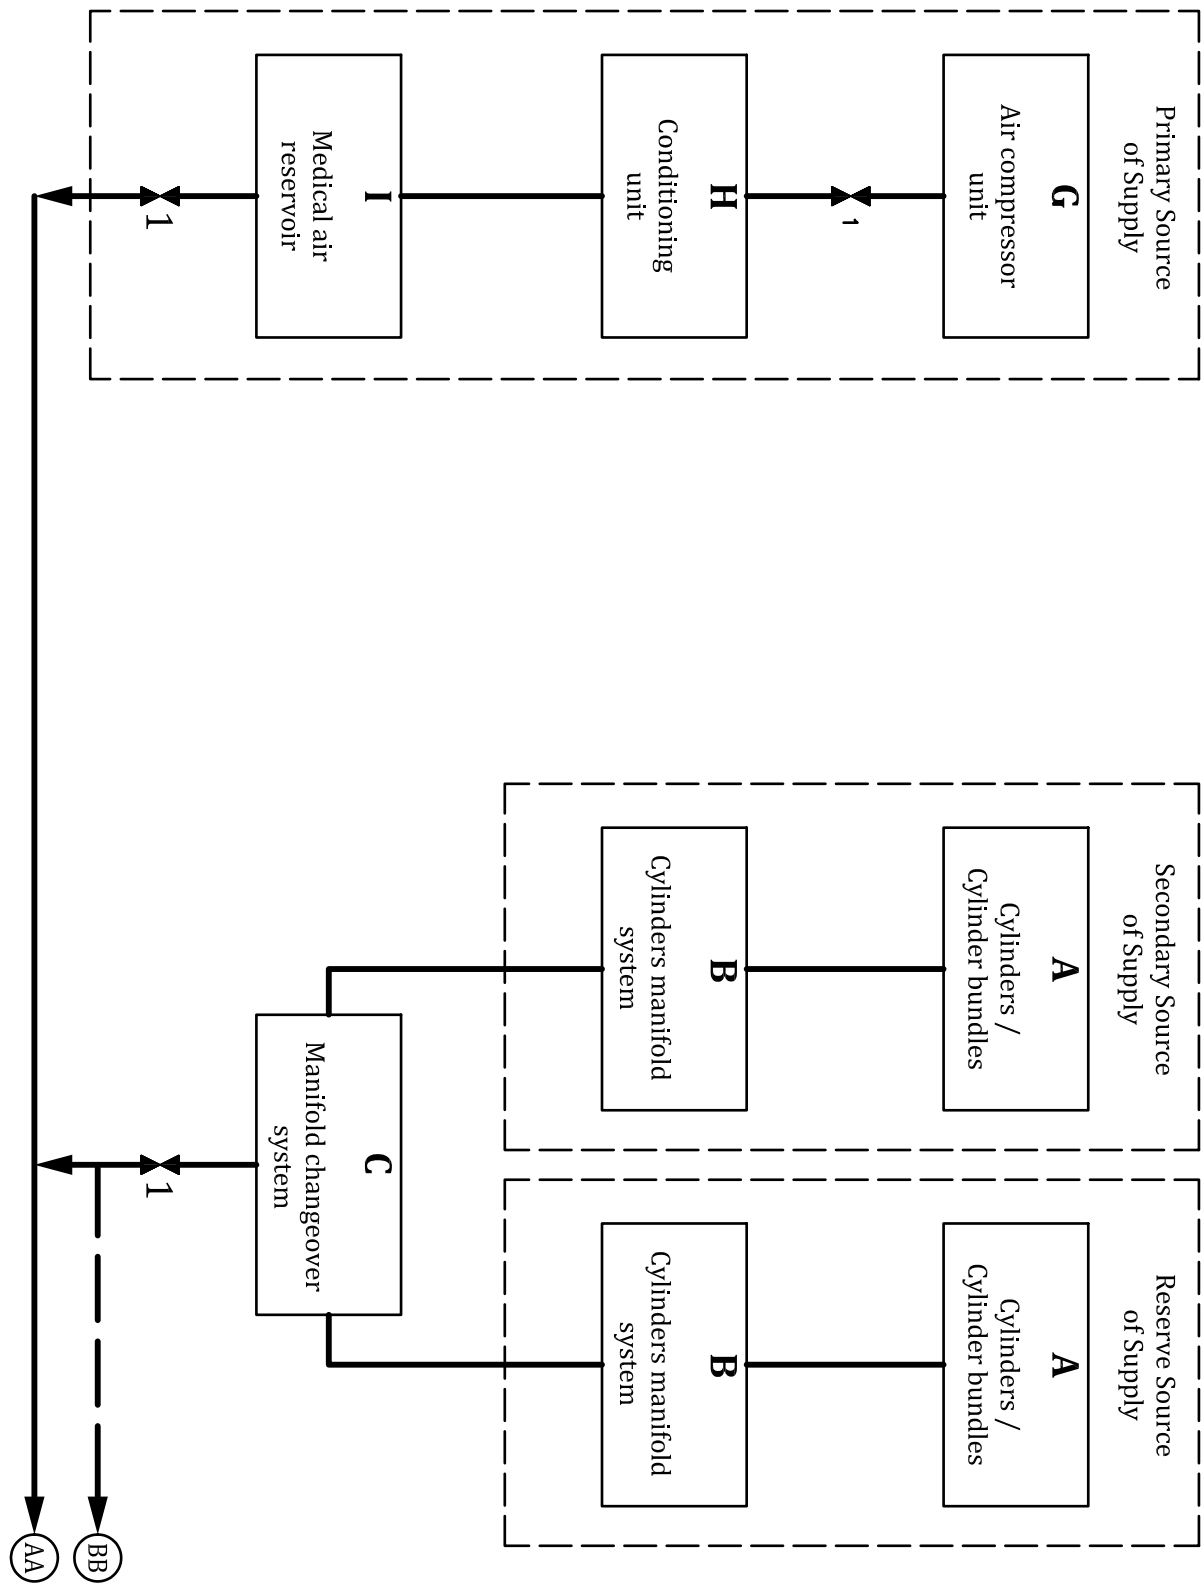 Primary Source
of Supply
G
Air compressor
unit
1
H
Conditioning
unit
I
Medical air
reservoir
1
Secondary Source
of Supply
A
Cylinders /
Cylinder bundles
B
Cylinders manifold
system
Reserve Source
of Supply
A
Cylinders /
Cylinder bundles
B
Cylinders manifold
system
C
Manifold changeover
system
1
BB
AA